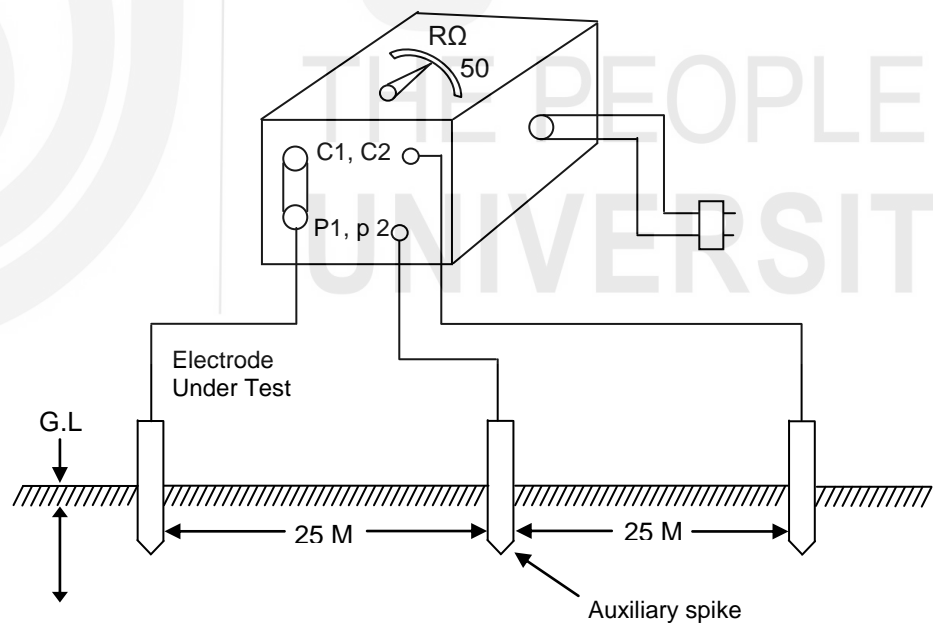 THE PEOPLE
UNIVERSIT
RΩ
50
C1, C2
P1, p 2
Electrode
Under Test
G.L
25 M
25 M
Auxiliary spike